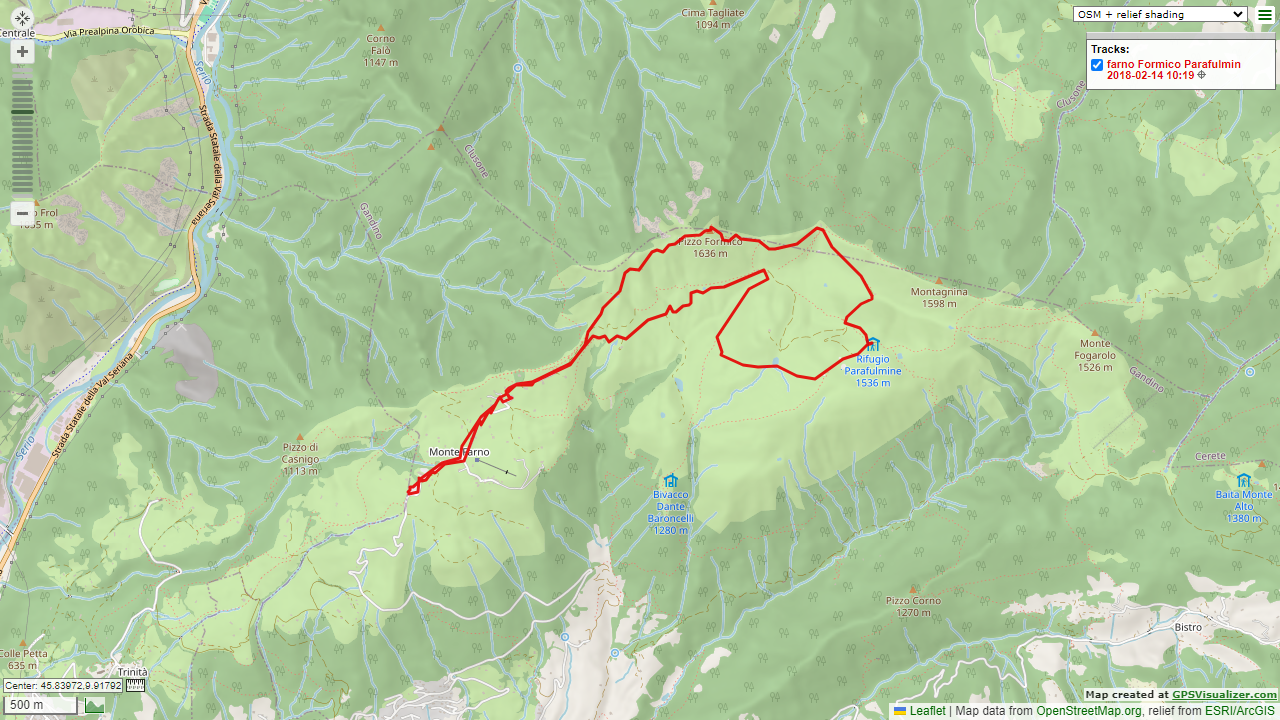 Centrale
Via Prealpina Orobica
Corno
Falò
1147 m
Cima Tagliate
1094 m
OSM + relief shading
Tracks:
farno Formico Parafulmin
2018-02-14 10:19
Serio
Strada Statale della Val Seriana
Clusone
Clusone
Gandino
1635 m
Pizzo Formico
1636 m
Montagnina
1598 m
Monte
Fogarolo
1526 m
Gandino
Rifugio
Parafulmine
1536 m
Strada Statale della Val Seriana
Serio
Pizzo di
Casnigo
1113 m
Monte Farno
Bivacco
Dante
Baroncelli
1280 m
Cerete
Baita Monte
Alto
1380 m
Pizzo Corno
1270 m
Bistro
Colle Petta
635 m
Trinità
Center: 45.83972,9.91792
500 m
Map created at GPSVisualizer.com
Leaflet | Map data from OpenStreetMap.org, relief from ESRI/ArcGIS